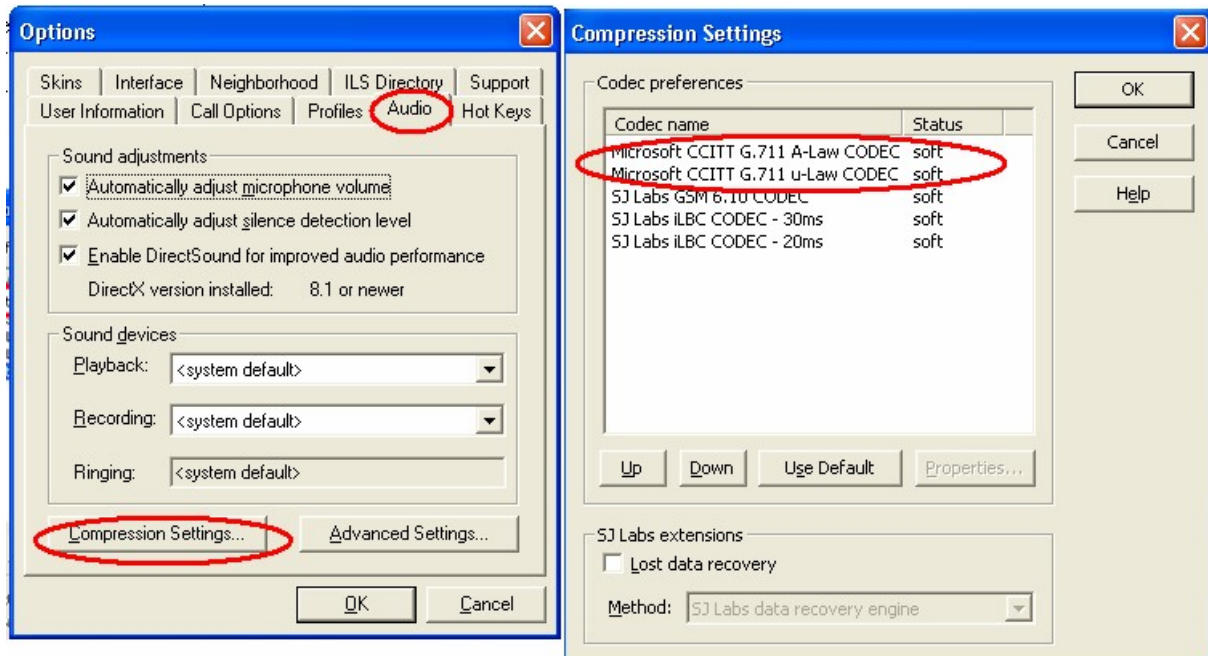 Options
Skins Interface Neighborhood ILS Directory Support
User Information Call Options Profiles Audio Hot Keys
Sound adjustments
Automatically adjust microphone volume
Automatically adjust silence detection level
Enable DirectSound for improved audio performance
DirectX version installed: 8.1 or newer
Sound devices
Playback: <system default>
Recording: <system default>
Ringing: <system default>
Compression Settings... Advanced Settings...
OK Cancel
Compression Settings
Codec preferences
Codec name Status
Microsoft CCITT G.711 A-Law CODEC soft
Microsoft CCITT G.711 u-Law CODEC soft
SJ Labs GSM 6.10 CODEC soft
SJ Labs iLBC CODEC - 30ms soft
SJ Labs iLBC CODEC - 20ms soft
Up Down Use Default Properties...
SJ Labs extensions
Lost data recovery
Method: SJ Labs data recovery engine
OK
Cancel
Help